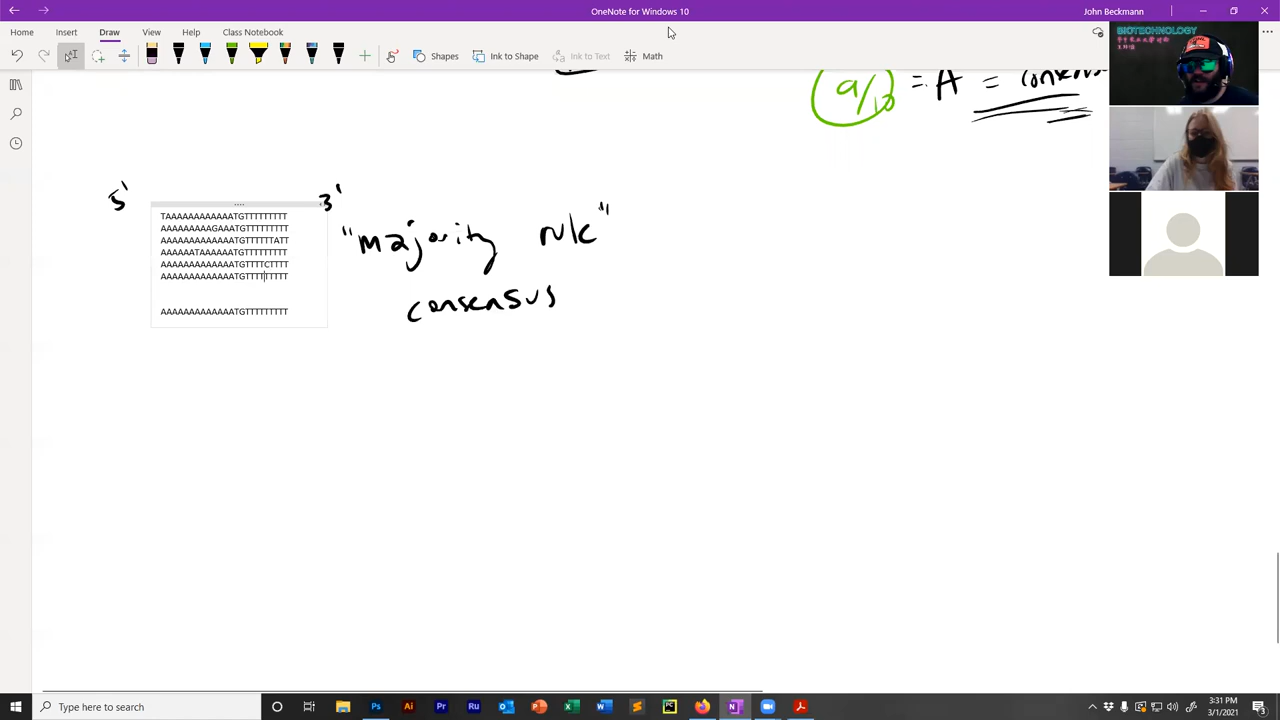 OneNote for Windows 10
John Beckmann
Home Insert Draw View Help Class Notebook
Shapes Ink to Shape Ink to Text Math
BIOTECHNOLOGY
9/10 = A =
5' 3'
TAAAAAAAAAAAATGTTTTTTTTT
AAAAAAAAAGAAATGTTTTTTTTT
AAAAAAAAAAAAATGTTTTTTATT
AAAAAATAAAAAATGTTTTTTTTT
AAAAAAAAAAAAATGTTTTCTTTT
AAAAAAAAAAAAATGTTTTTTTTT
AAAAAAAAAAAAATGTTTTTTTTT
"majority rule"
consensus
Type here to search
3:31 PM
3/1/2021